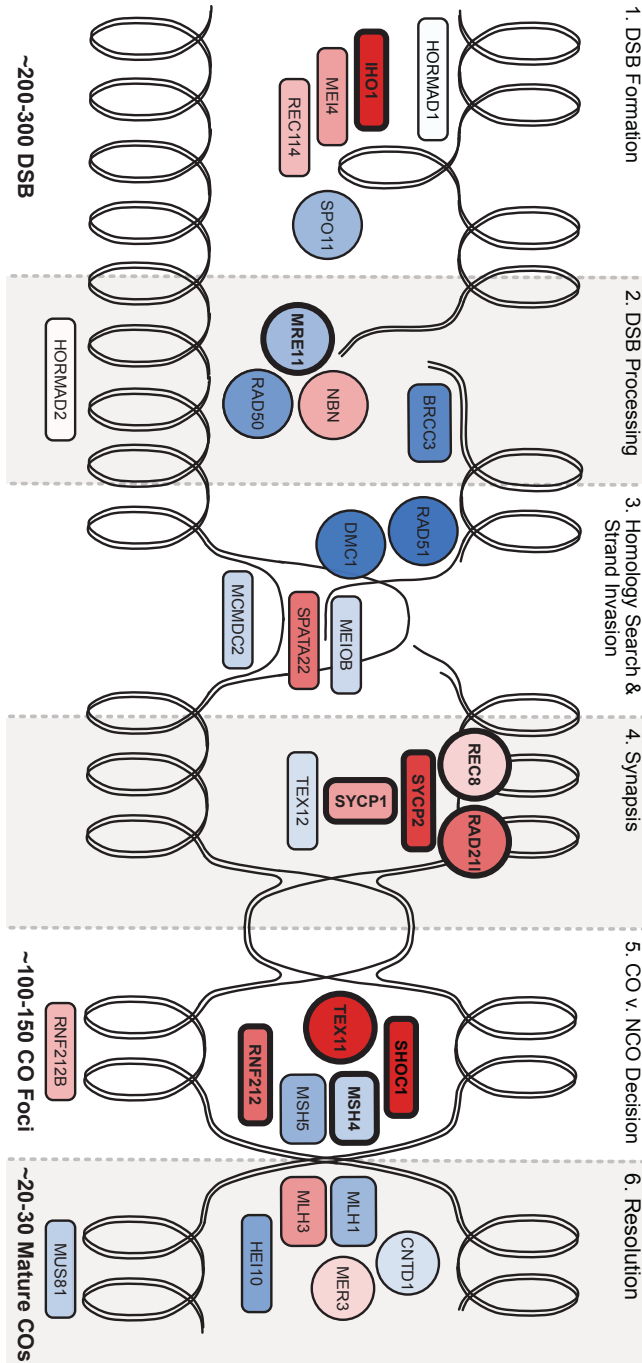 1. DSB Formation
HORMAD1
IHO1
MEI4
REC114
SPO11
~200-300 DSB
2. DSB Processing
BRCC3
MRE11
NBN
RAD50
HORMAD2
3. Homology Search &
Strand Invasion
RAD51
DMC1
MEIOB
SPATA22
MCMDC2
4. Synapsis
REC8
RAD21l
SYCP2
SYCP1
TEX12
5. CO v. NCO Decision
SHOC1
TEX11
MSH4
MSH5
RNF212
RNF212B
~100-150 CO Foci
6. Resolution
CNTD1
MLH1
MER3
MLH3
HEI10
MUS81
~20-30 Mature COs